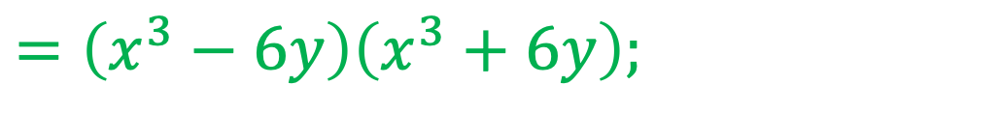 = (x³ − 6y)(x³ + 6y);